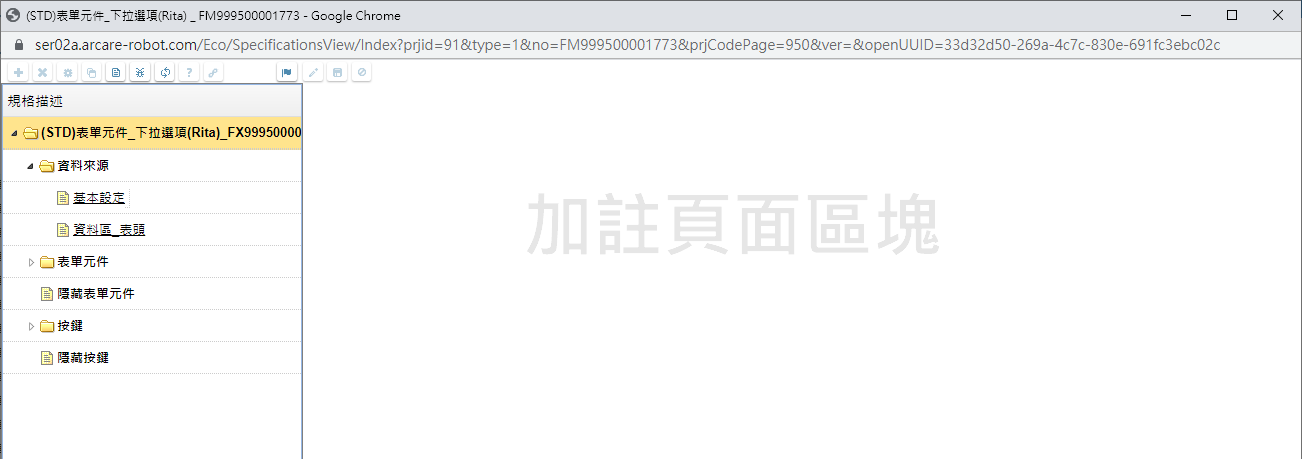 (STD)表單元件_下拉選項(Rita) _ FM999500001773 - Google Chrome
ser02a.arcare-robot.com/Eco/SpecificationsView/Index?prjid=91&type=1&no=FM999500001773&prjCodePage=950&ver=&openUUID=33d32d50-269a-4c7c-830e-691fc3ebc02c
規格描述
(STD)表單元件_下拉選項(Rita)_FX99950000
資料來源
基本設定
資料區_表頭
表單元件
隱藏表單元件
按鍵
隱藏按鍵
加註頁面區塊